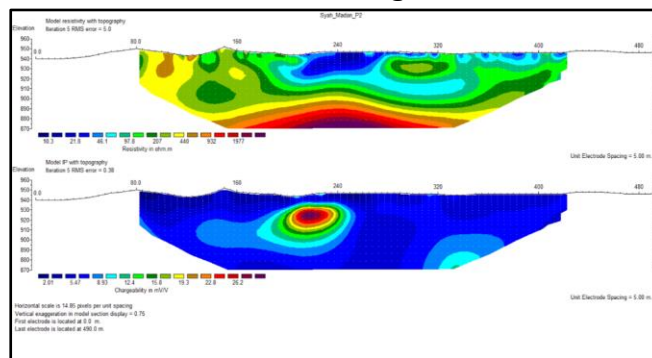 Syah_Madan_P2
Model resistivity with topography
Elevation Iteration 5 RMS error = 5.0
0.0 80.0 160 240 320 400 480
960
950
940
930
920
910
900
890
880
870
10.3 21.8 46.1 97.8 207 440 932 1977
Resistivity in ohm.m
Unit Electrode Spacing = 5.00 m.
Model IP with topography
Elevation Iteration 5 RMS error = 0.38
0.0 80.0 160 240 320 400 480
960
950
940
930
920
910
900
890
880
870
2.01 5.47 8.93 12.4 15.8 19.3 22.8 26.2
Chargeability in mV/V
Unit Electrode Spacing = 5.00 m.
Horizontal scale is 14.85 pixels per unit spacing
Vertical exaggeration in model section display = 0.75
First electrode is located at 0.0 m.
Last electrode is located at 490.0 m.